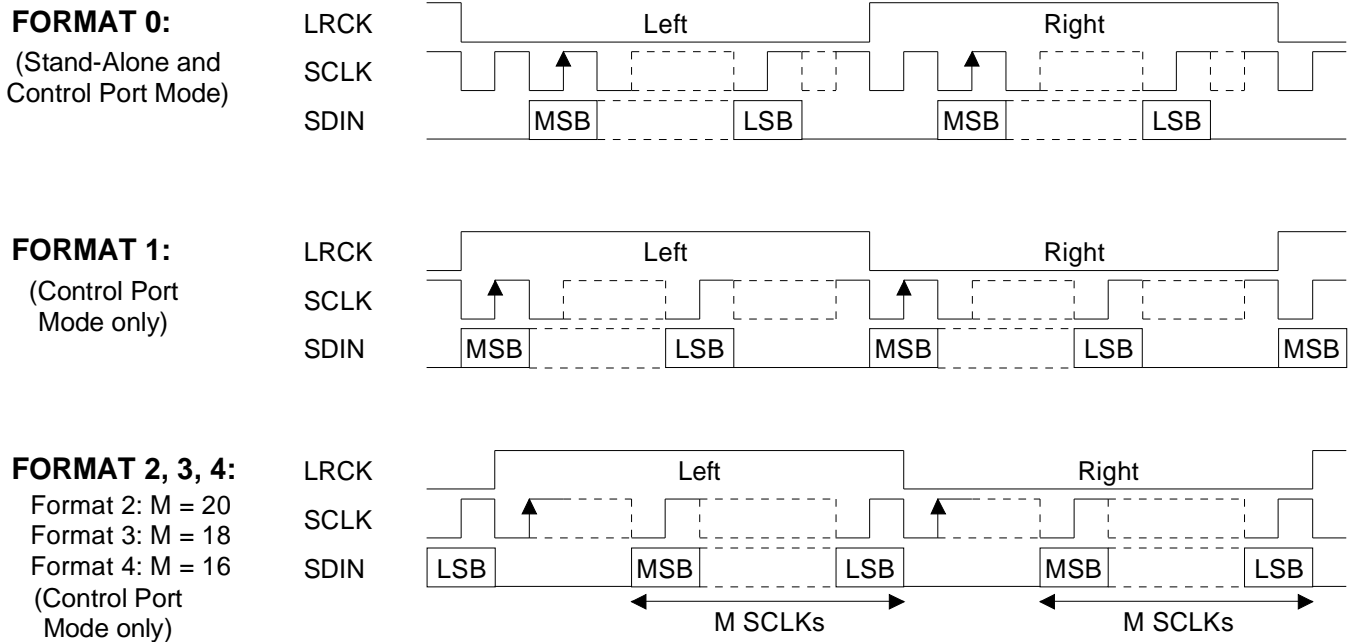 FORMAT 0:
(Stand-Alone and
Control Port Mode)
LRCK
Left
Right
SCLK
SDIN
MSB
LSB
MSB
LSB
FORMAT 1:
(Control Port
Mode only)
LRCK
Left
Right
SCLK
SDIN
MSB
LSB
MSB
LSB
MSB
FORMAT 2, 3, 4:
Format 2: M = 20
Format 3: M = 18
Format 4: M = 16
(Control Port
Mode only)
LRCK
Left
Right
SCLK
SDIN
LSB
MSB
LSB
MSB
LSB
M SCLKs
M SCLKs